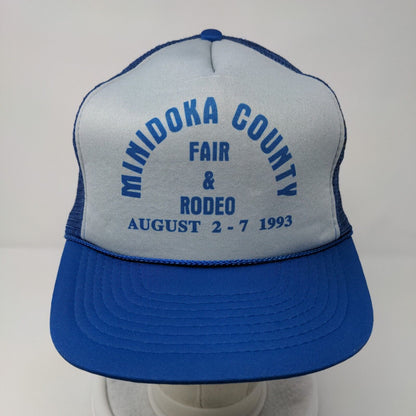 MINIDOKA COUNTY
FAIR
&
RODEO
AUGUST 2 - 7 1993